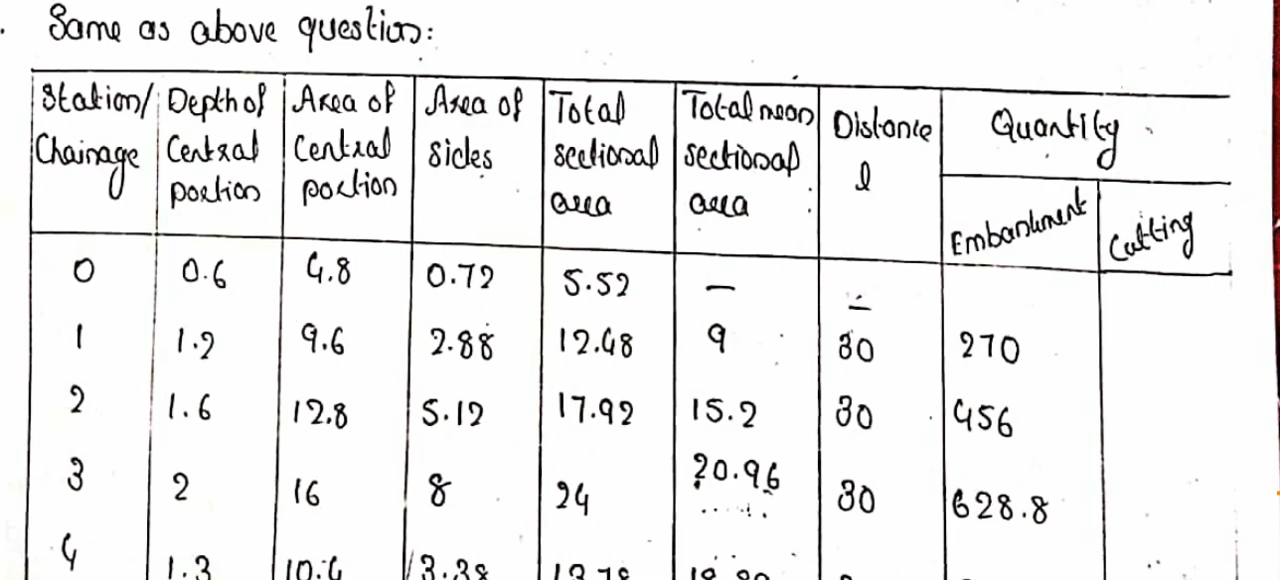 Same as above question:
Station/ Depth of Area of Area of Total Total mean Distance Quantity
Chainage Central Central sides sectional sectional l
portion portion area area Embankment Cutting
0 0.6 4.8 0.72 5.52 — —
1 1.2 9.6 2.88 12.48 9 30 270
2 1.6 12.8 5.12 17.92 15.2 30 456
3 2 16 8 24 20.96 30 628.8
4 1.3 10.4 3.38 13.78